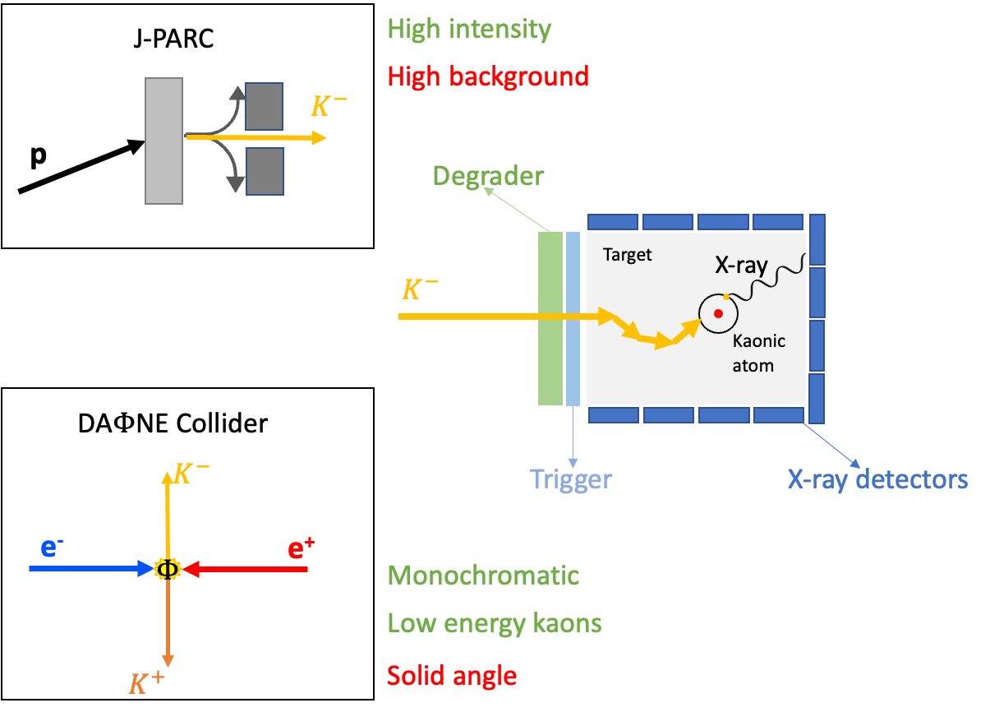 J-PARC
p
K⁻
High intensity
High background
Degrader
K⁻
Target
X-ray
Kaonic
atom
Trigger
X-ray detectors
DAΦNE Collider
K⁻
e-
e+
Φ
K⁺
Monochromatic
Low energy kaons
Solid angle